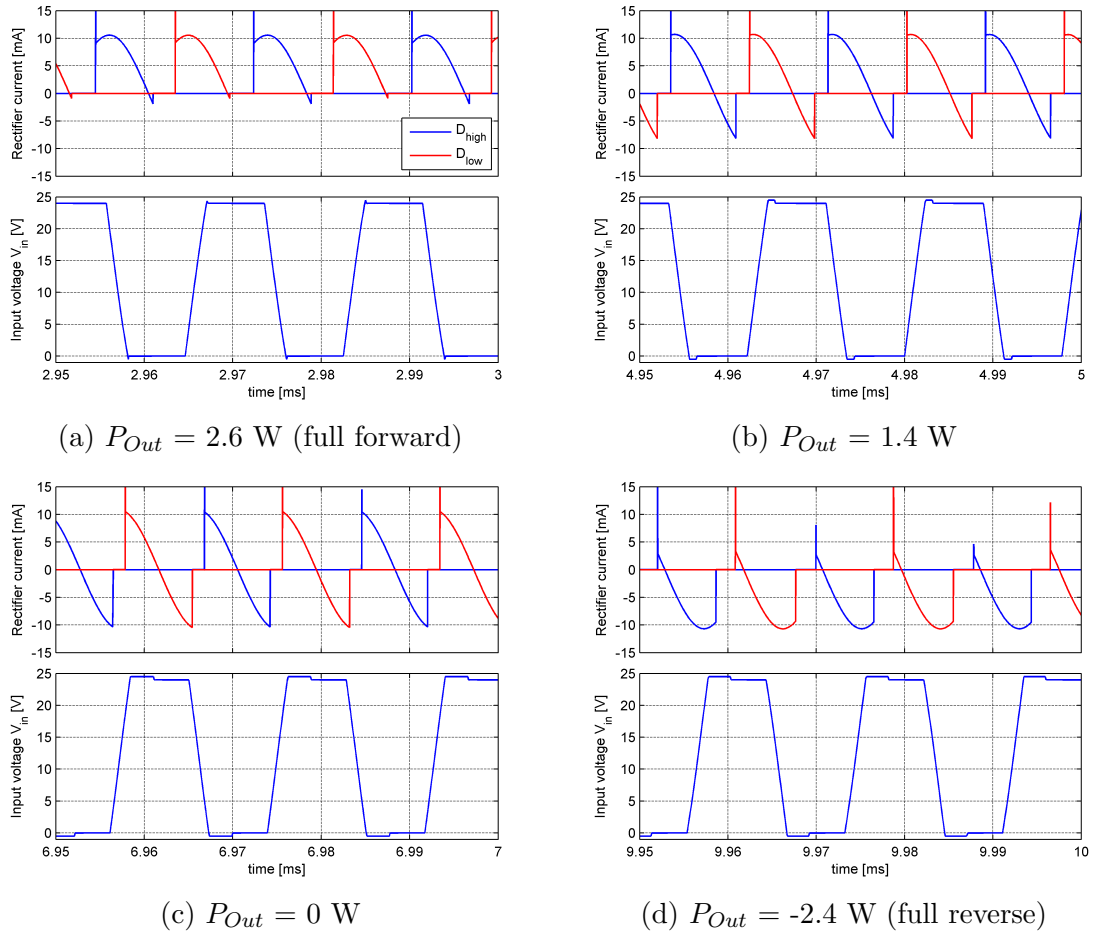 15
10
5
0
-5
-10
-15
Rectifier current [mA]
D_high
D_low
25
20
15
10
5
0
Input voltage V_in [V]
2.95 2.96 2.97 2.98 2.99 3
time [ms]
(a) P_Out = 2.6 W (full forward)
15
10
5
0
-5
-10
-15
Rectifier current [mA]
25
20
15
10
5
0
Input voltage V_in [V]
4.95 4.96 4.97 4.98 4.99 5
time [ms]
(b) P_Out = 1.4 W
15
10
5
0
-5
-10
-15
Rectifier current [mA]
25
20
15
10
5
0
Input voltage V_in [V]
6.95 6.96 6.97 6.98 6.99 7
time [ms]
(c) P_Out = 0 W
15
10
5
0
-5
-10
-15
Rectifier current [mA]
25
20
15
10
5
0
Input voltage V_in [V]
9.95 9.96 9.97 9.98 9.99 10
time [ms]
(d) P_Out = -2.4 W (full reverse)